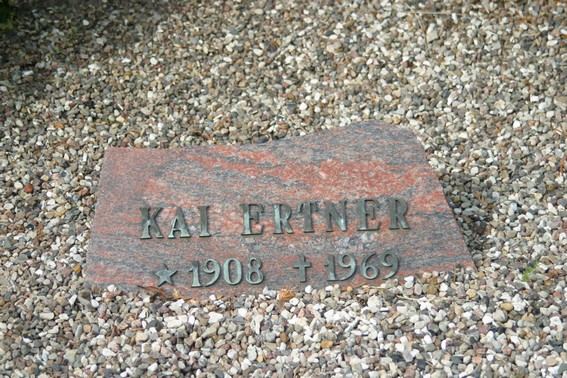 KAI ERTNER
★ 1908 ✝ 1969